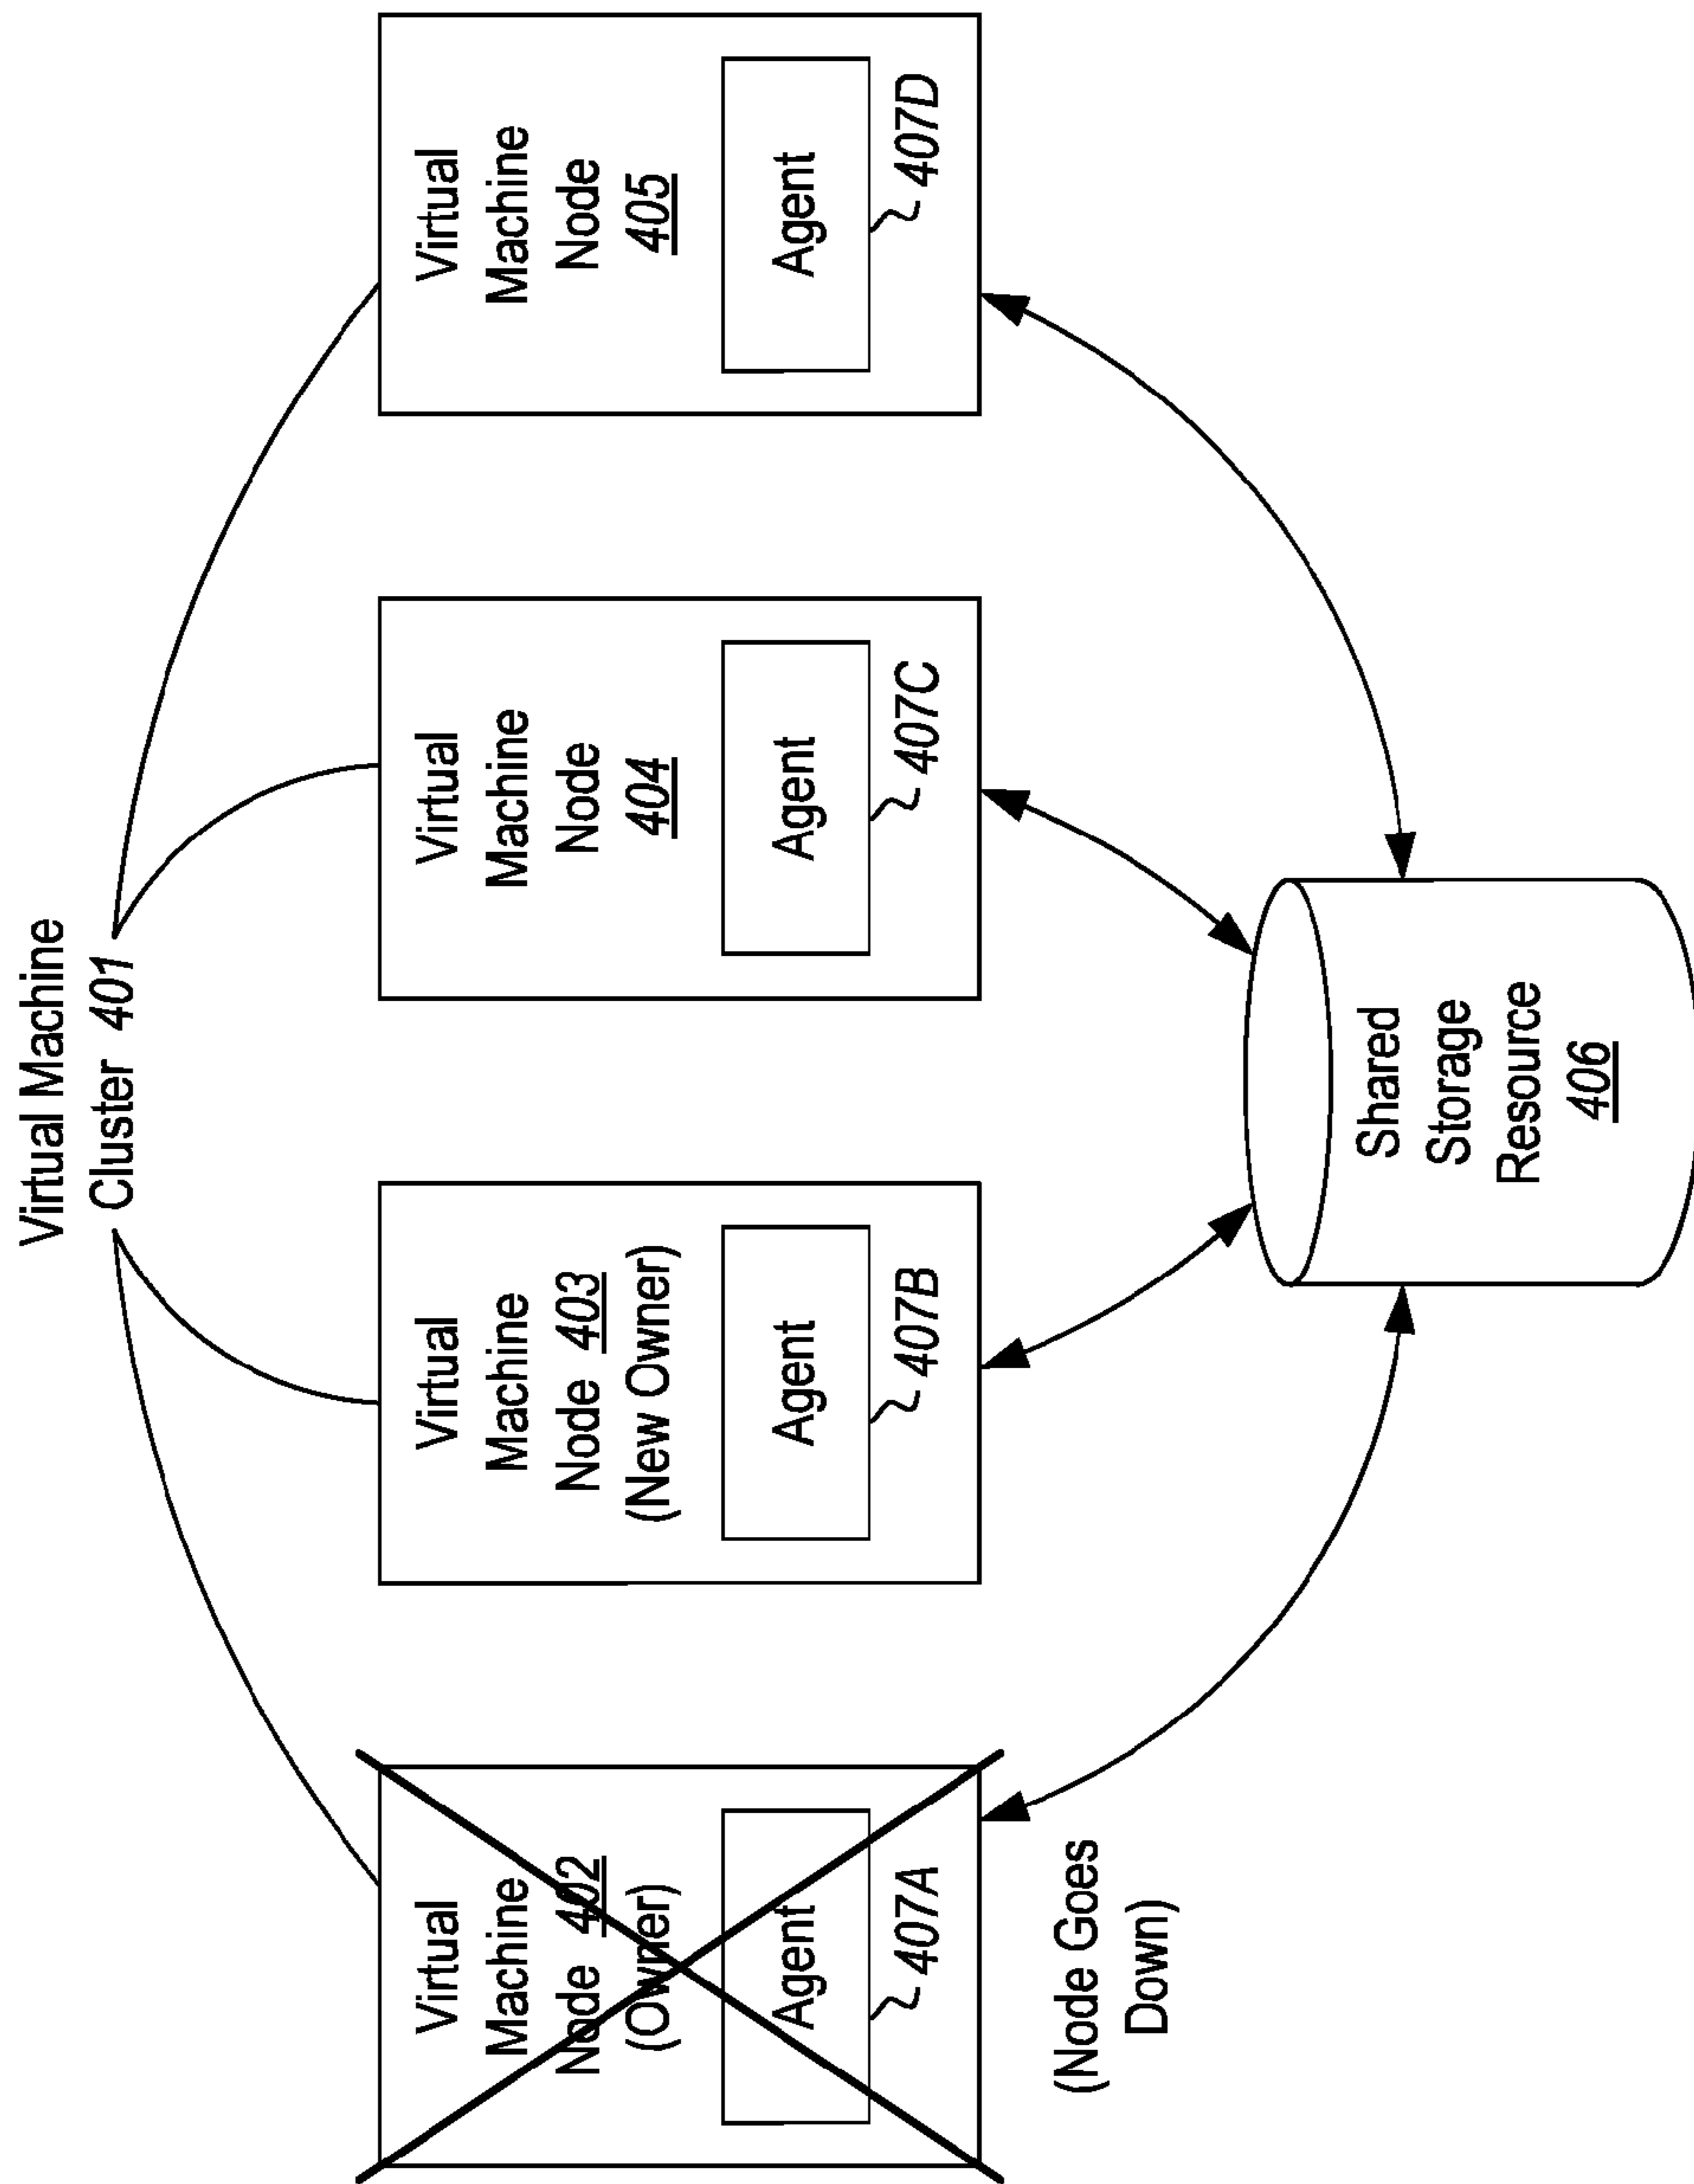 Virtual Machine
Cluster 401
Virtual
Machine
Node 402
(Owner)
Agent
407A
(Node Goes
Down)
Virtual
Machine
Node 403
(New Owner)
Agent
407B
Virtual
Machine
Node
404
Agent
407C
Virtual
Machine
Node
405
Agent
407D
Shared
Storage
Resource
406